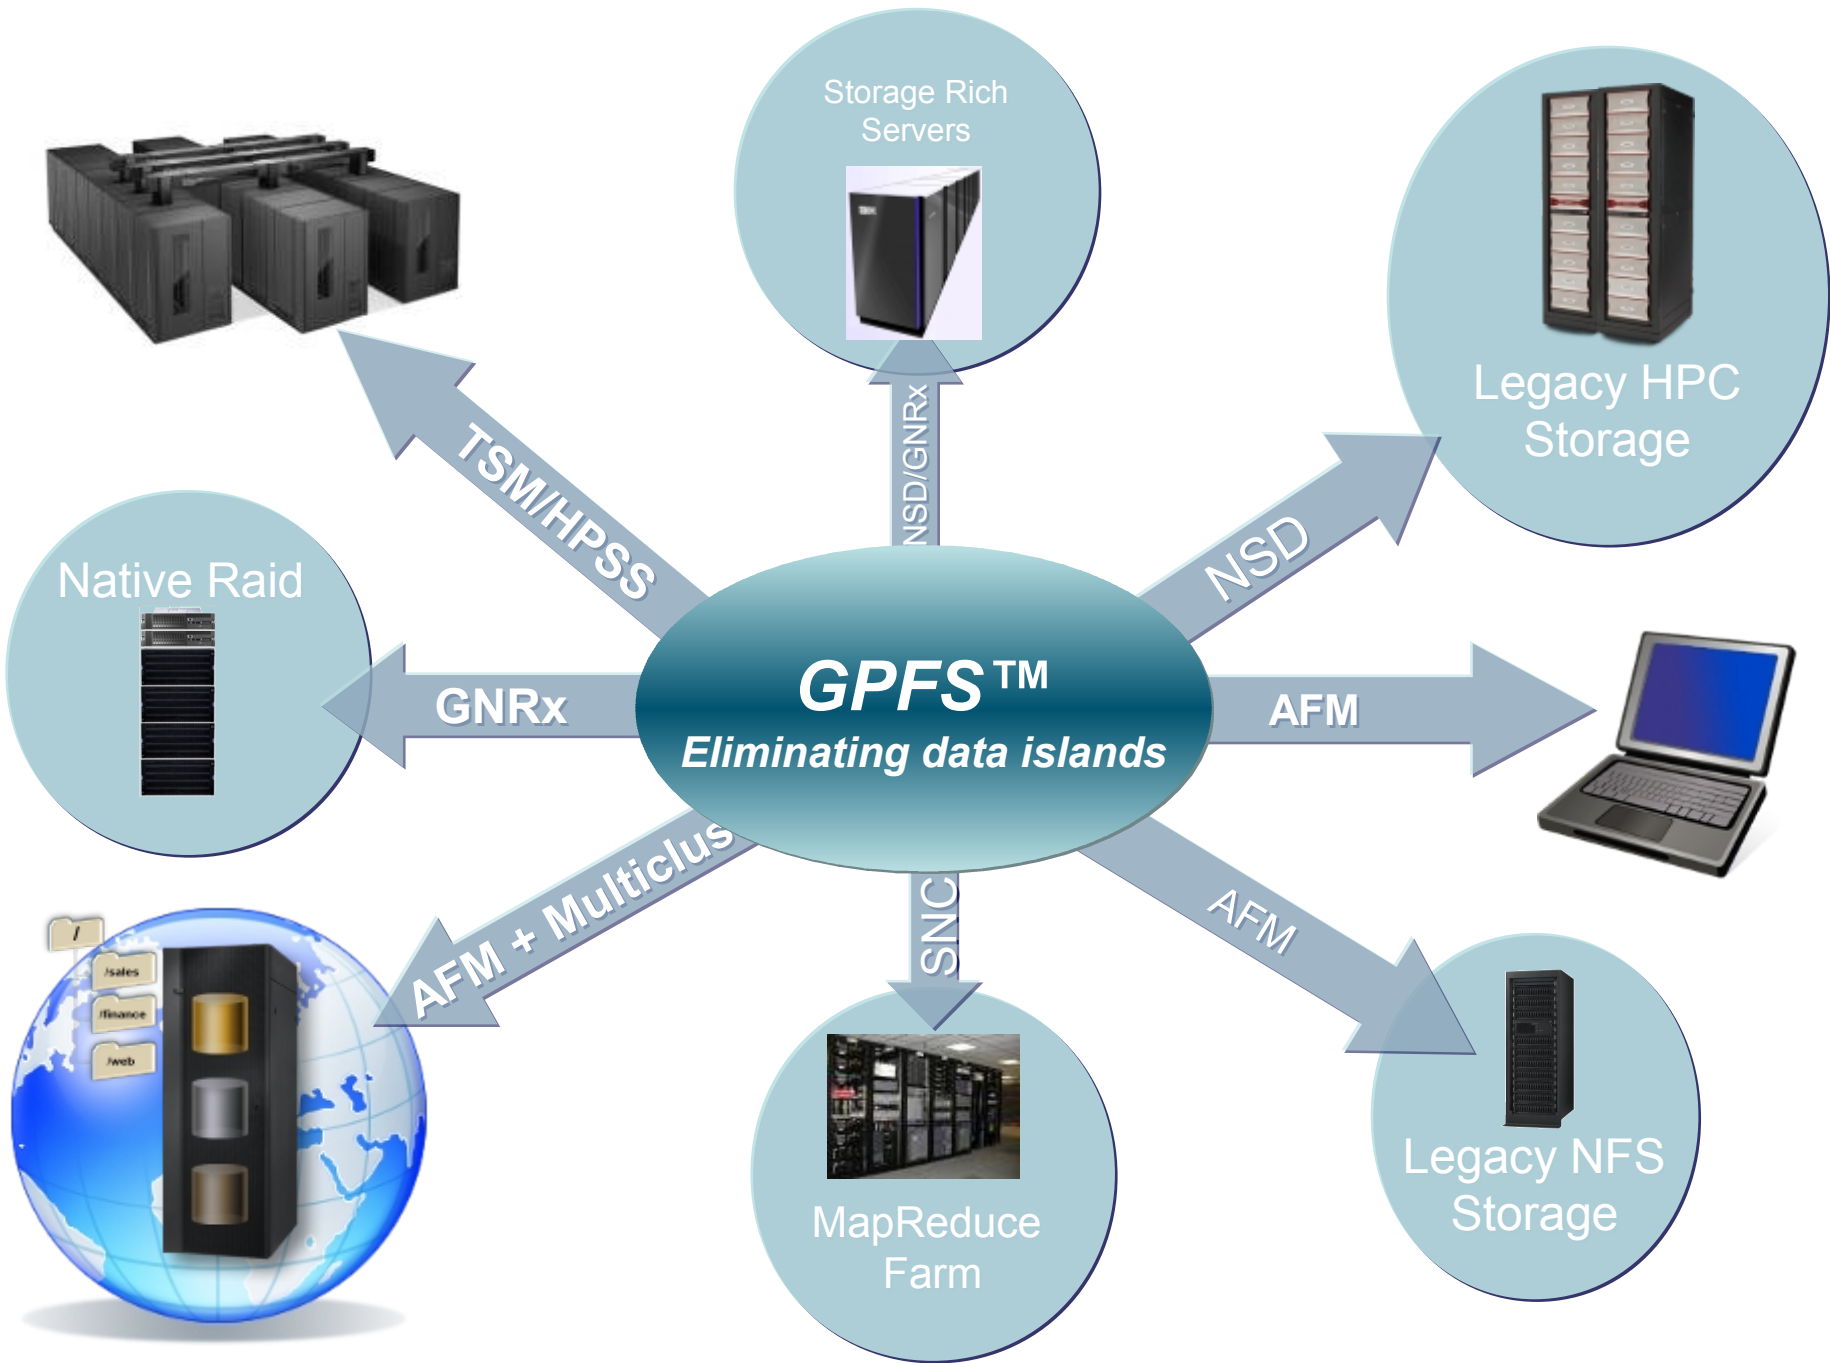 Storage Rich
Servers
Legacy HPC
Storage
TSM/HPSS
NSD/GNRx
NSD
Native Raid
GNRx
GPFS™
Eliminating data islands
AFM
AFM + Multiclus
SNC
AFM
/
/sales
/finance
/web
MapReduce
Farm
Legacy NFS
Storage